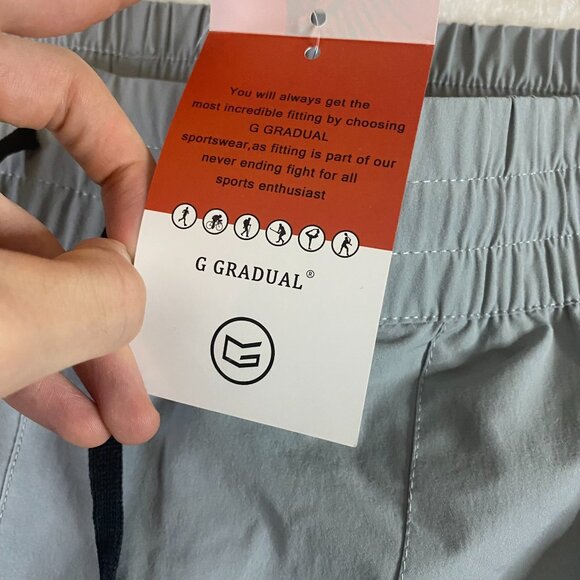 You will always get the
most incredible fitting by choosing
G GRADUAL
sportswear,as fitting is part of our
never ending fight for all
sports enthusiast
G GRADUAL®
G